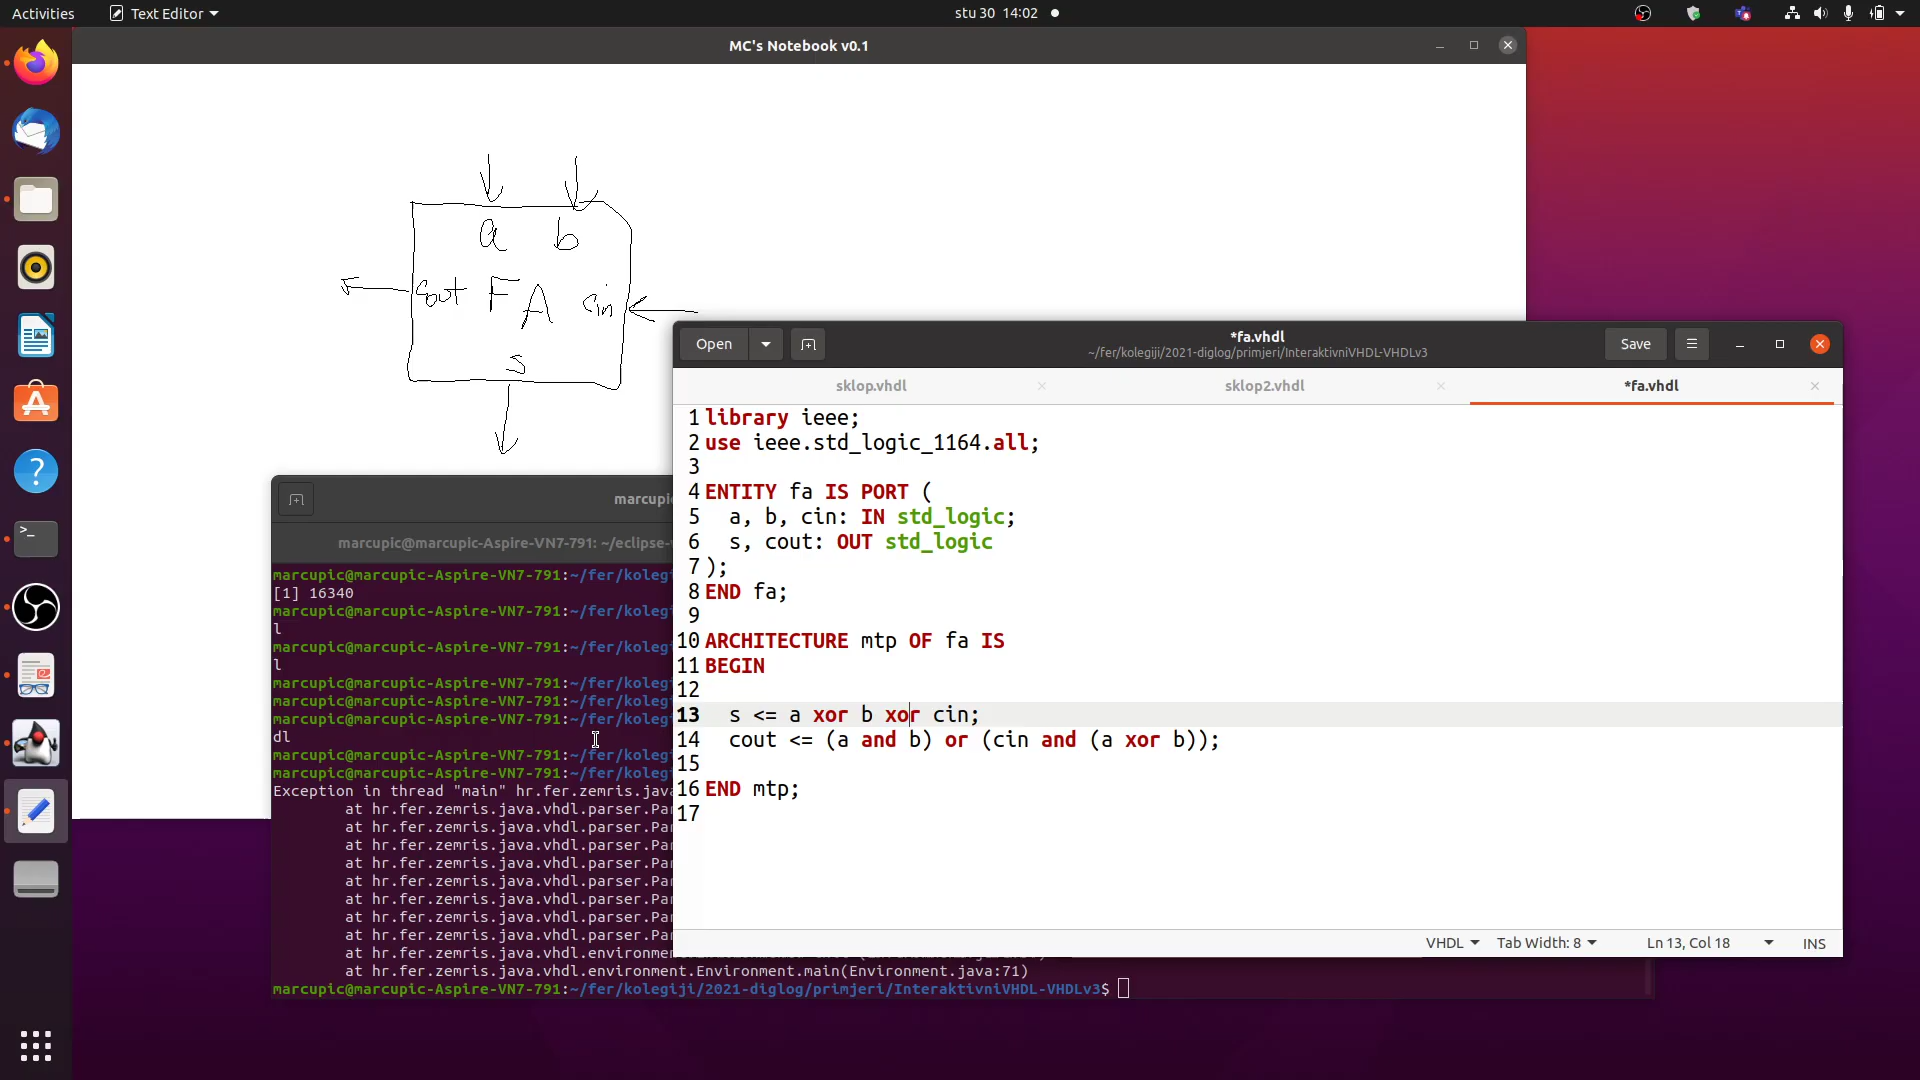 Activities
Text Editor
stu 30 14:02
MC's Notebook v0.1
a b
cout FA cin
s
Open
*fa.vhdl
~/fer/kolegiji/2021-diglog/primjeri/InteraktivniVHDL-VHDLv3
Save
sklop.vhdl
sklop2.vhdl
*fa.vhdl
1 library ieee;
2 use ieee.std_logic_1164.all;
3
4 ENTITY fa IS PORT (
5 a, b, cin: IN std_logic;
6 s, cout: OUT std_logic
7 );
8 END fa;
9
10 ARCHITECTURE mtp OF fa IS
11 BEGIN
12
13 s <= a xor b xor cin;
14 cout <= (a and b) or (cin and (a xor b));
15
16 END mtp;
17
VHDL
Tab Width: 8
Ln 13, Col 18
INS
marcupi
marcupic@marcupic-Aspire-VN7-791: ~/eclipse-
marcupic@marcupic-Aspire-VN7-791:~/fer/koleg
[1] 16340
marcupic@marcupic-Aspire-VN7-791:~/fer/koleg
l
marcupic@marcupic-Aspire-VN7-791:~/fer/koleg
l
marcupic@marcupic-Aspire-VN7-791:~/fer/koleg
marcupic@marcupic-Aspire-VN7-791:~/fer/koleg
marcupic@marcupic-Aspire-VN7-791:~/fer/koleg
dl
marcupic@marcupic-Aspire-VN7-791:~/fer/koleg
marcupic@marcupic-Aspire-VN7-791:~/fer/koleg
Exception in thread "main" hr.fer.zemris.java
at hr.fer.zemris.java.vhdl.parser.Par
at hr.fer.zemris.java.vhdl.parser.Par
at hr.fer.zemris.java.vhdl.parser.Par
at hr.fer.zemris.java.vhdl.parser.Par
at hr.fer.zemris.java.vhdl.parser.Par
at hr.fer.zemris.java.vhdl.parser.Par
at hr.fer.zemris.java.vhdl.parser.Par
at hr.fer.zemris.java.vhdl.parser.Par
at hr.fer.zemris.java.vhdl.environment
at hr.fer.zemris.java.vhdl.environment.Environment.main(Environment.java:71)
marcupic@marcupic-Aspire-VN7-791:~/fer/kolegiji/2021-diglog/primjeri/InteraktivniVHDL-VHDLv3$